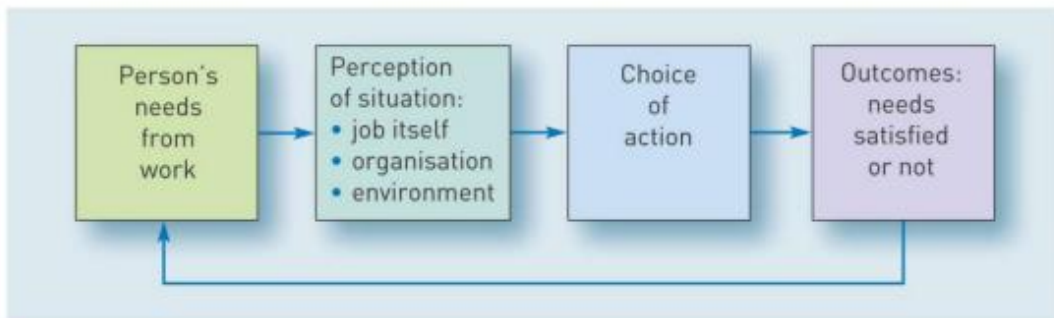 Person's
needs
from
work
Perception
of situation:
• job itself
• organisation
• environment
Choice
of
action
Outcomes:
needs
satisfied
or not